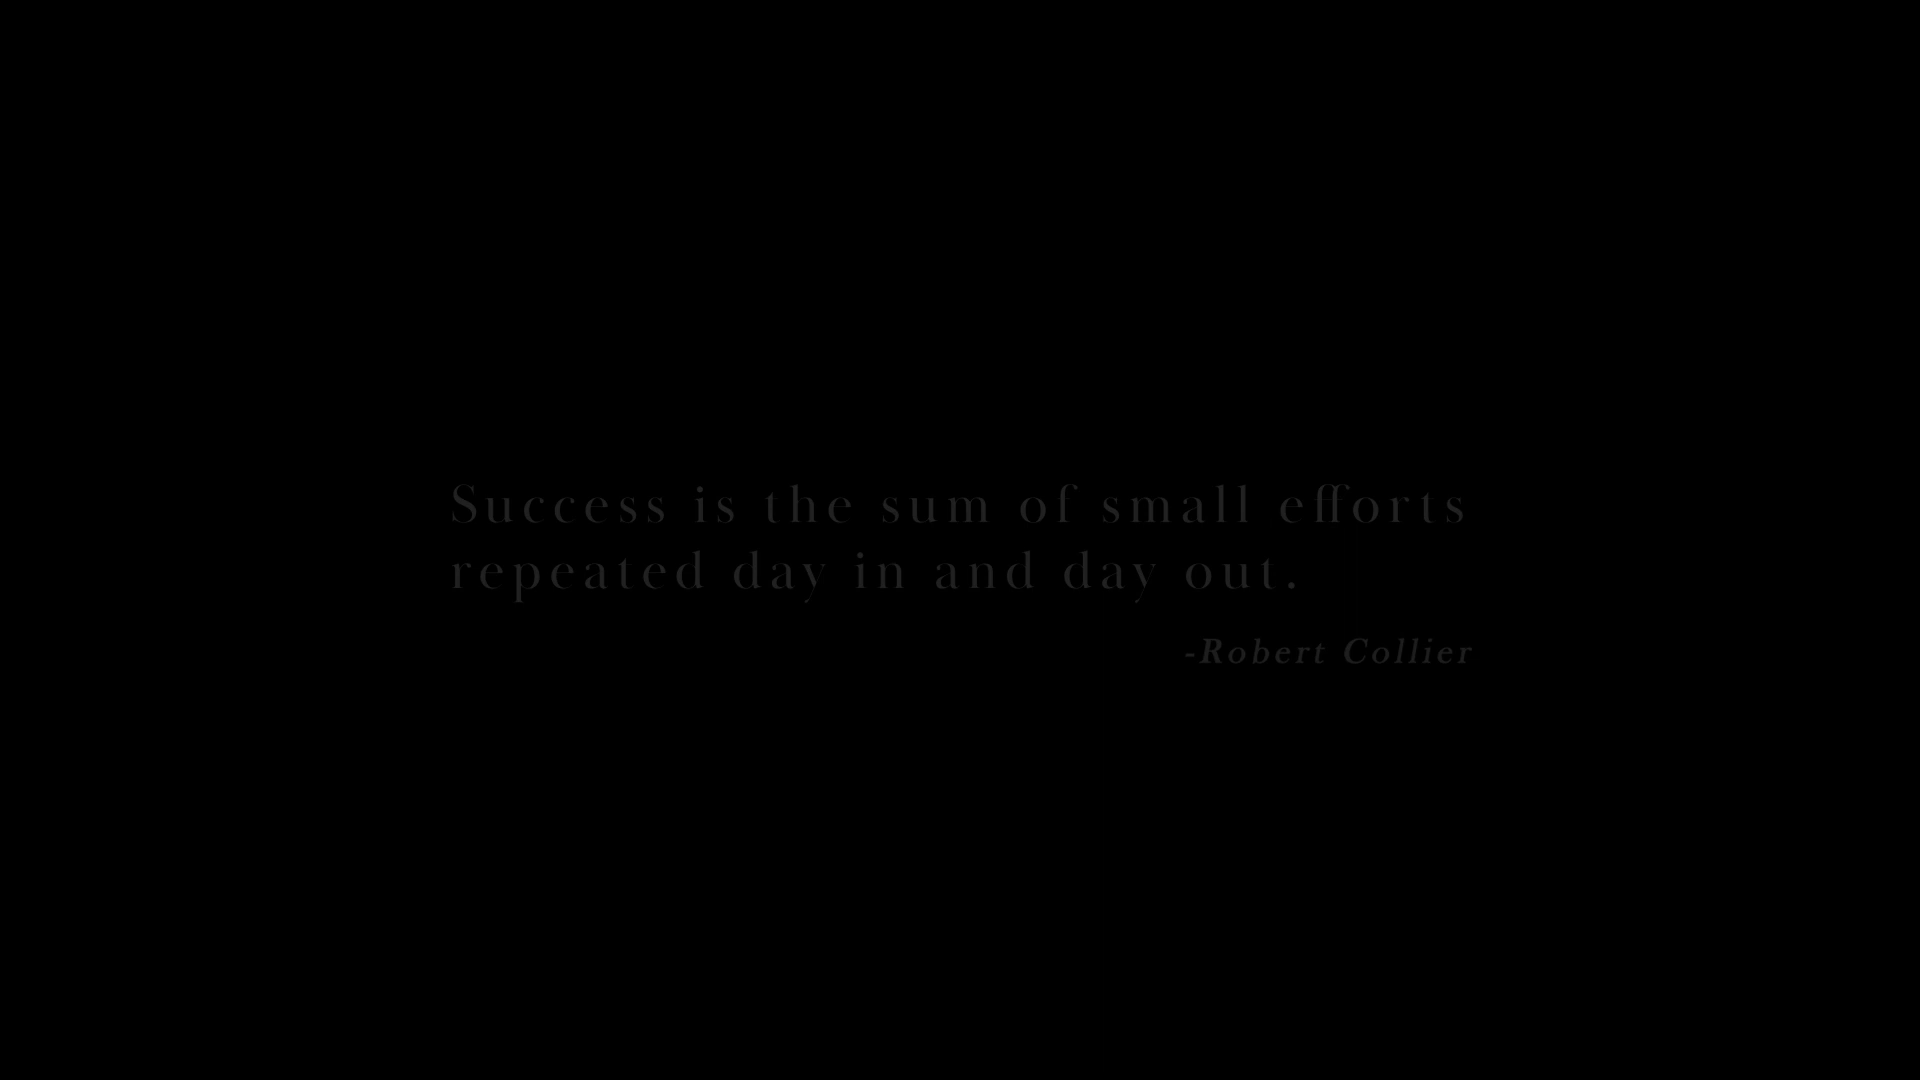 Success is the sum of small efforts
repeated day in and day out.
-Robert Collier